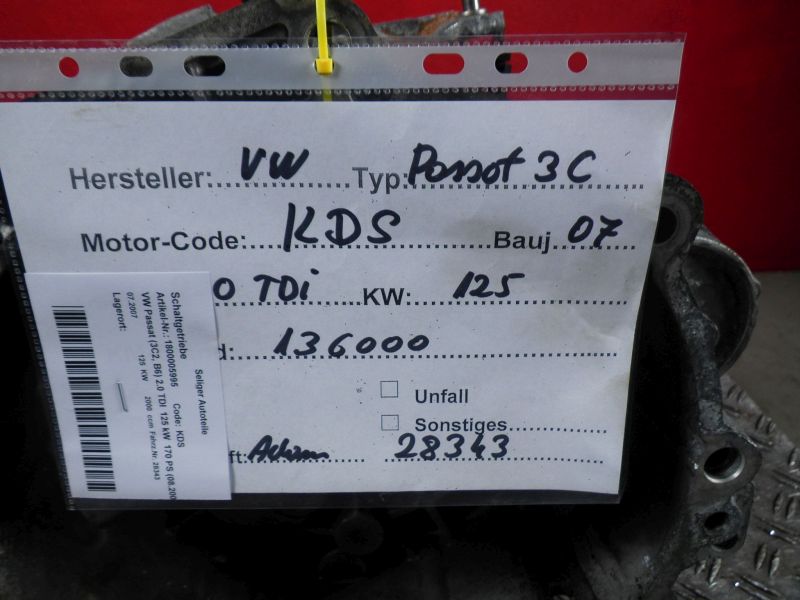 Hersteller: VW Typ: Passat 3C
Motor-Code: KDS Bauj 07
0 TDi KW: 125
d: 136000
Unfall
Sonstiges
ft: 28343
Seliger Autoteile
Schaltgetriebe
Artikel-Nr.: 1800005995 Code: KDS
VW Passat (3C2, B6) 2.0 TDI 125 kW 170 PS (08.200
07.2007 125 KW 2000 ccm Fahrz.Nr: 28343
Lagerort: